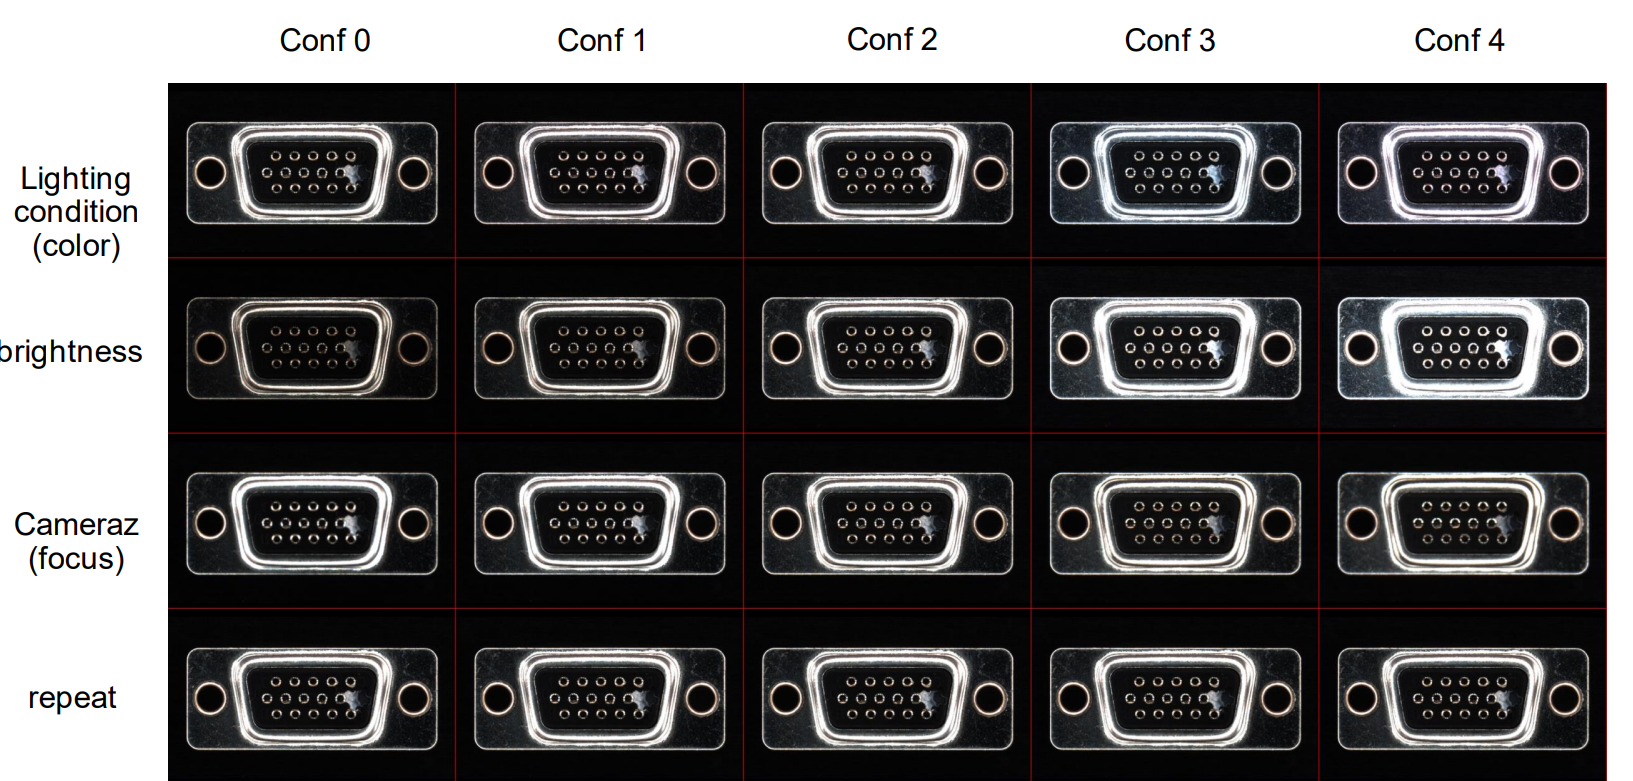 Conf 0 Conf 1 Conf 2 Conf 3 Conf 4
Lighting
condition
(color)
brightness
Cameraz
(focus)
repeat